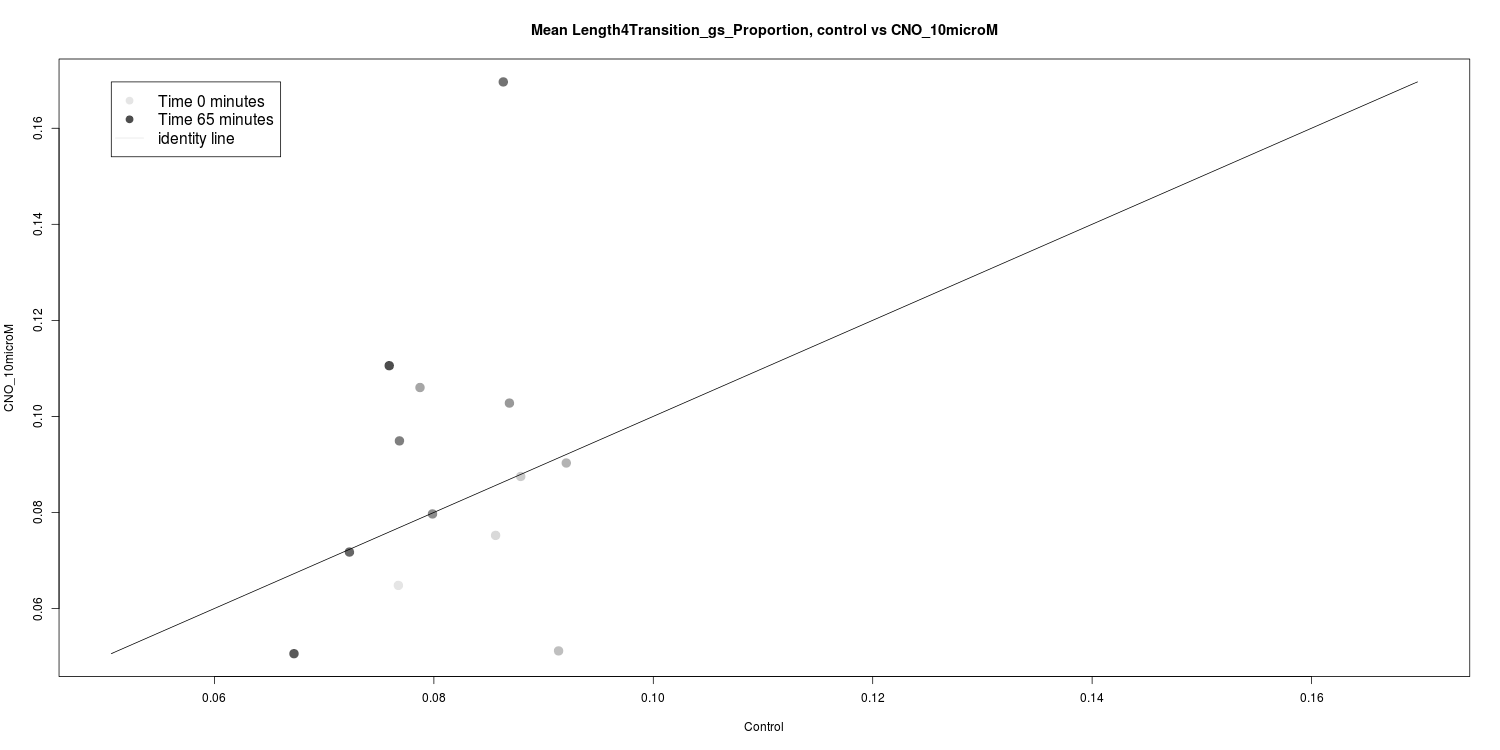 Mean Length4Transition_gs_Proportion, control vs CNO_10microM
Time 0 minutes
Time 65 minutes
identity line
CNO_10microM
0.16
0.14
0.12
0.10
0.08
0.06
0.06
0.08
0.10
0.12
0.14
0.16
Control